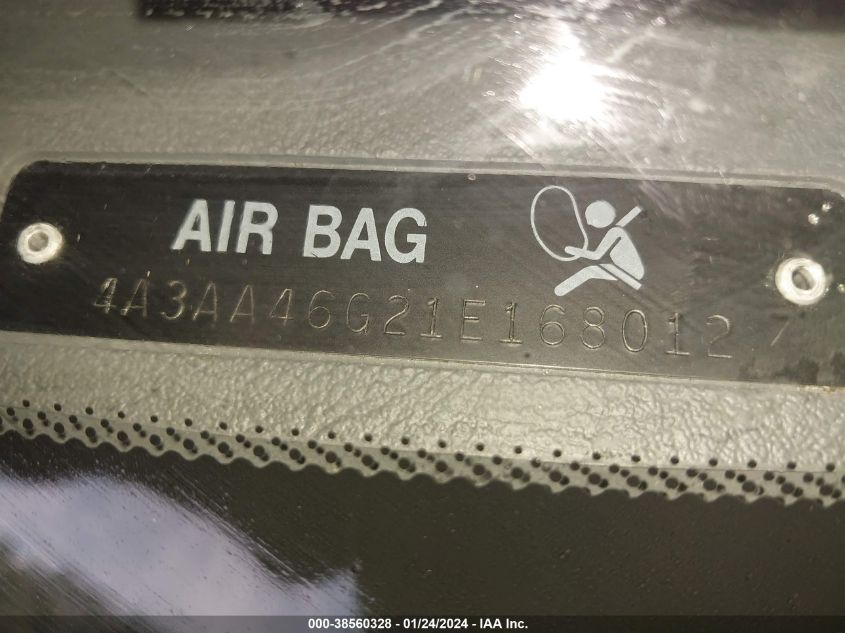 AIR BAG
4A3AA46G21E168012
000-38560328 - 01/24/2024 - IAA Inc.